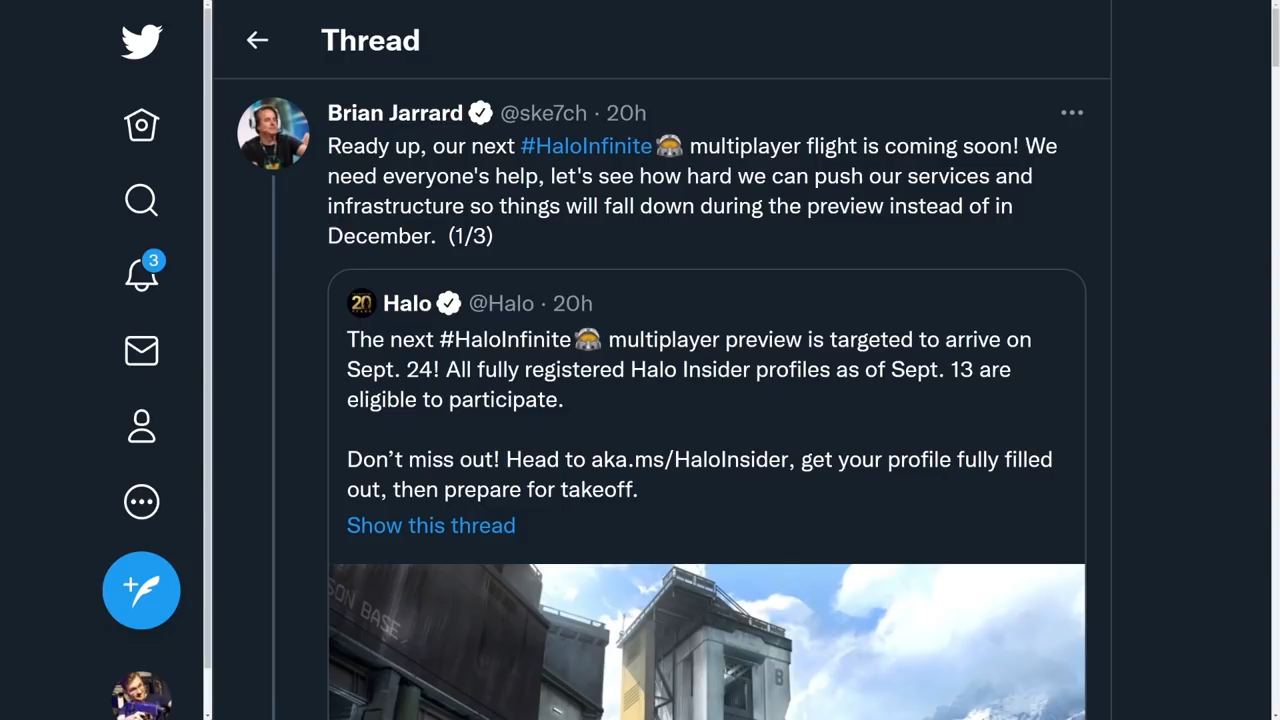 Thread
Brian Jarrard @ske7ch · 20h
Ready up, our next #HaloInfinite multiplayer flight is coming soon! We
need everyone's help, let's see how hard we can push our services and
infrastructure so things will fall down during the preview instead of in
December. (1/3)
3
20
YEARS
Halo @Halo · 20h
The next #HaloInfinite multiplayer preview is targeted to arrive on
Sept. 24! All fully registered Halo Insider profiles as of Sept. 13 are
eligible to participate.
Don’t miss out! Head to aka.ms/HaloInsider, get your profile fully filled
out, then prepare for takeoff.
Show this thread
SON BASE
8